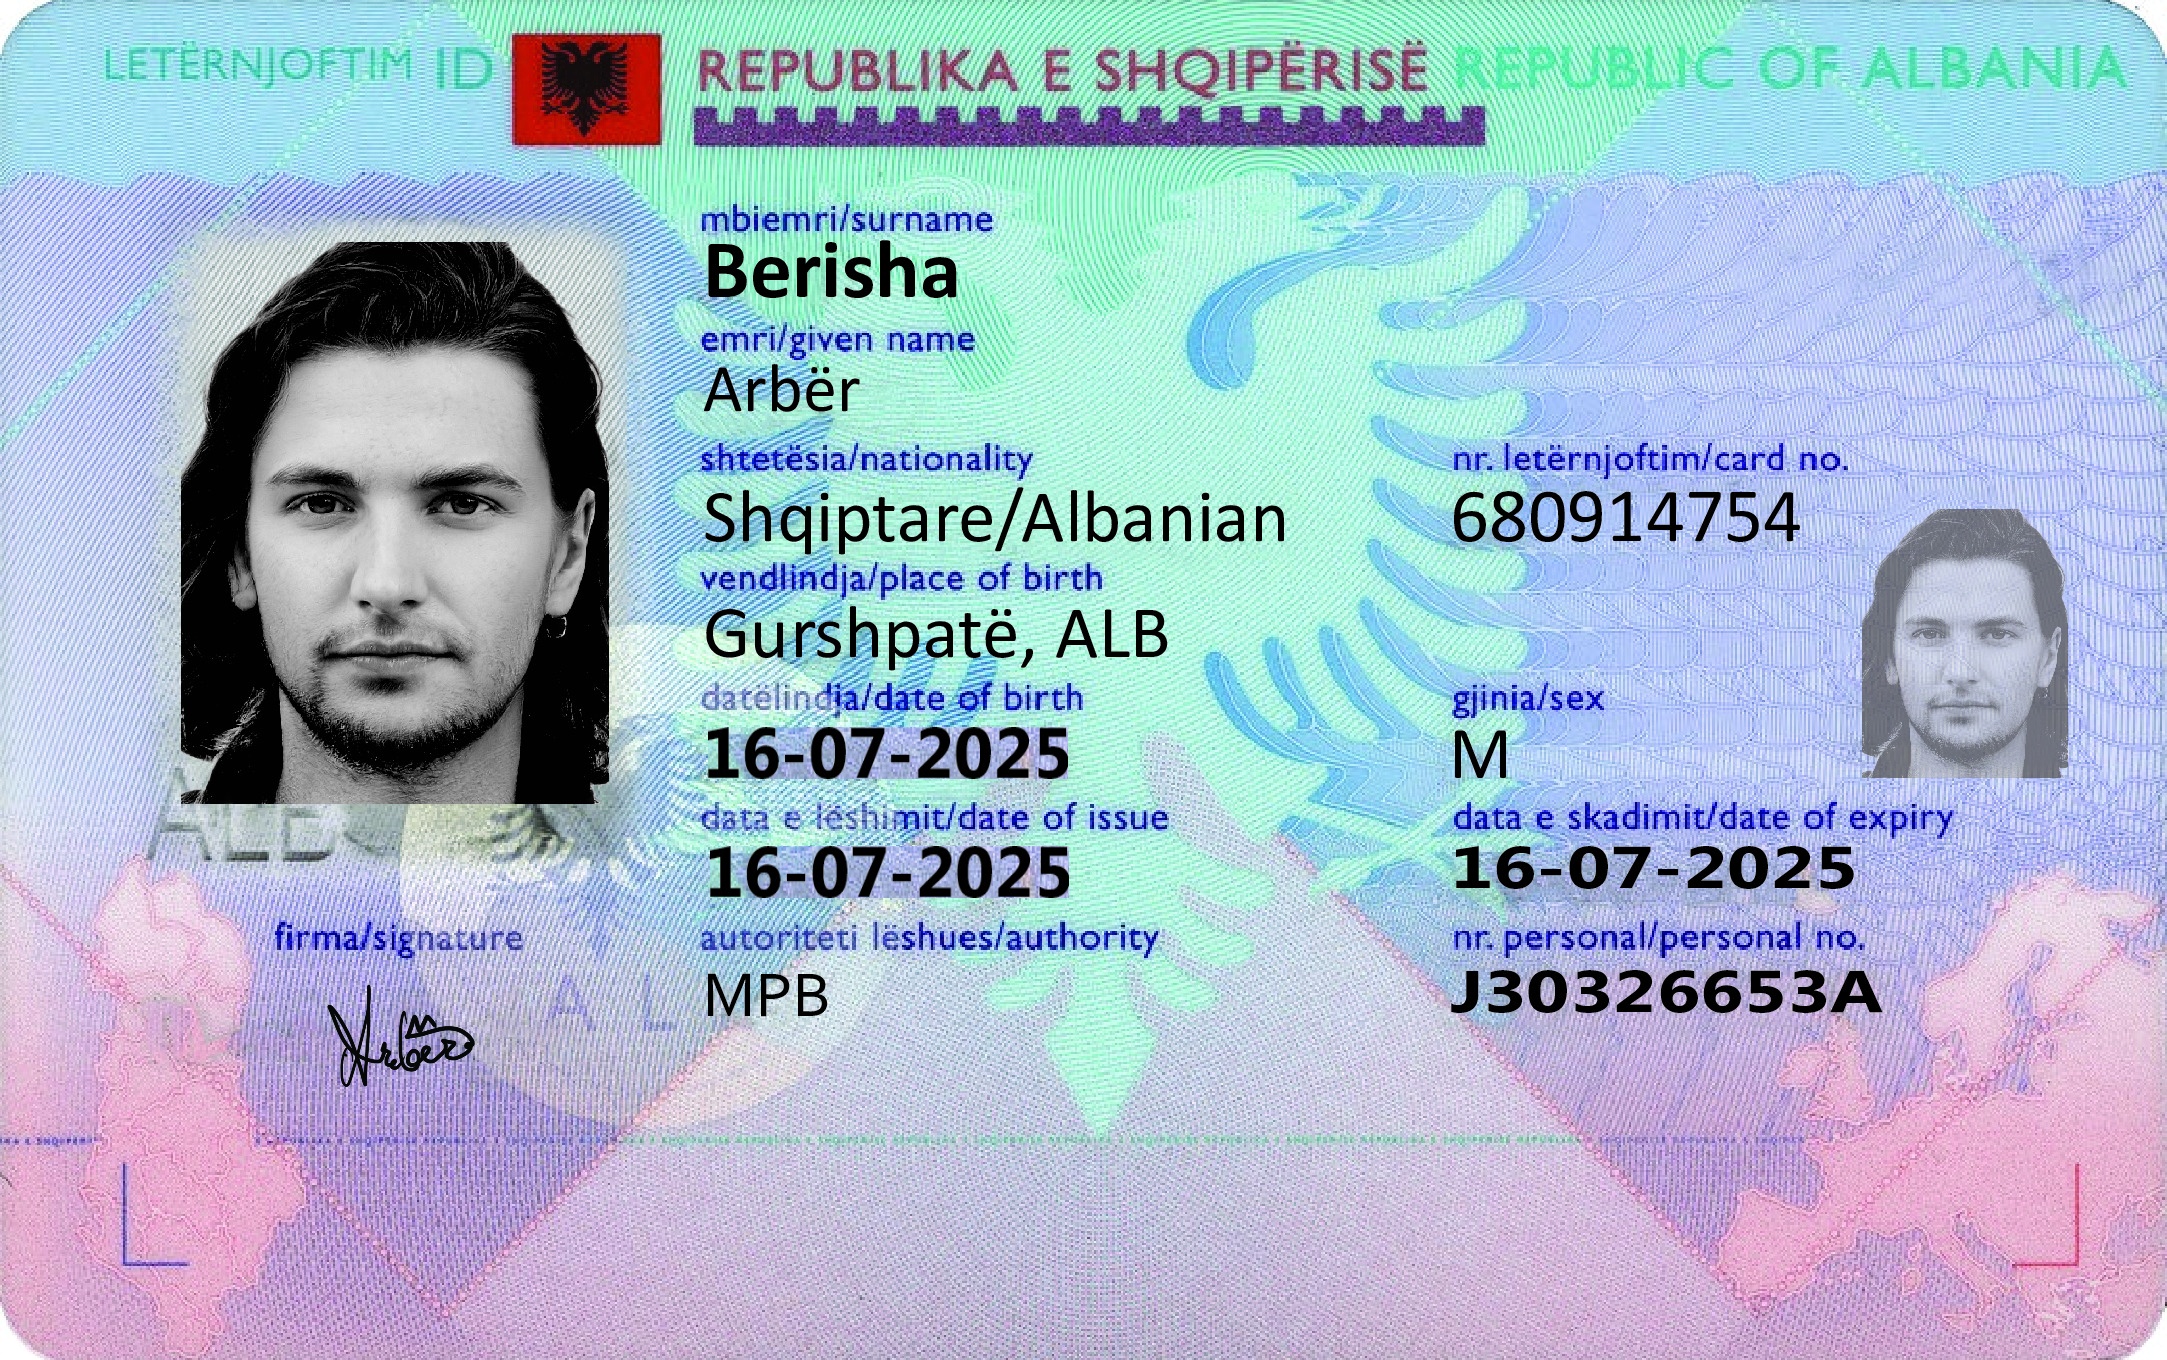 LETËRNJOFTIM ID REPUBLIKA E SHQIPËRISË REPUBLIC OF ALBANIA
mbiemri/surname
Berisha
emri/given name
Arbër
shtetësia/nationality nr. letërnjoftim/card no.
Shqiptare/Albanian 680914754
vendlindja/place of birth
Gurshpatë, ALB
datëlindja/date of birth gjinia/sex
16-07-2025 M
data e lëshimit/date of issue data e skadimit/date of expiry
16-07-2025 16-07-2025
ALB
firma/signature autoriteti lëshues/authority nr. personal/personal no.
MPB J30326653A
A L
Arbër